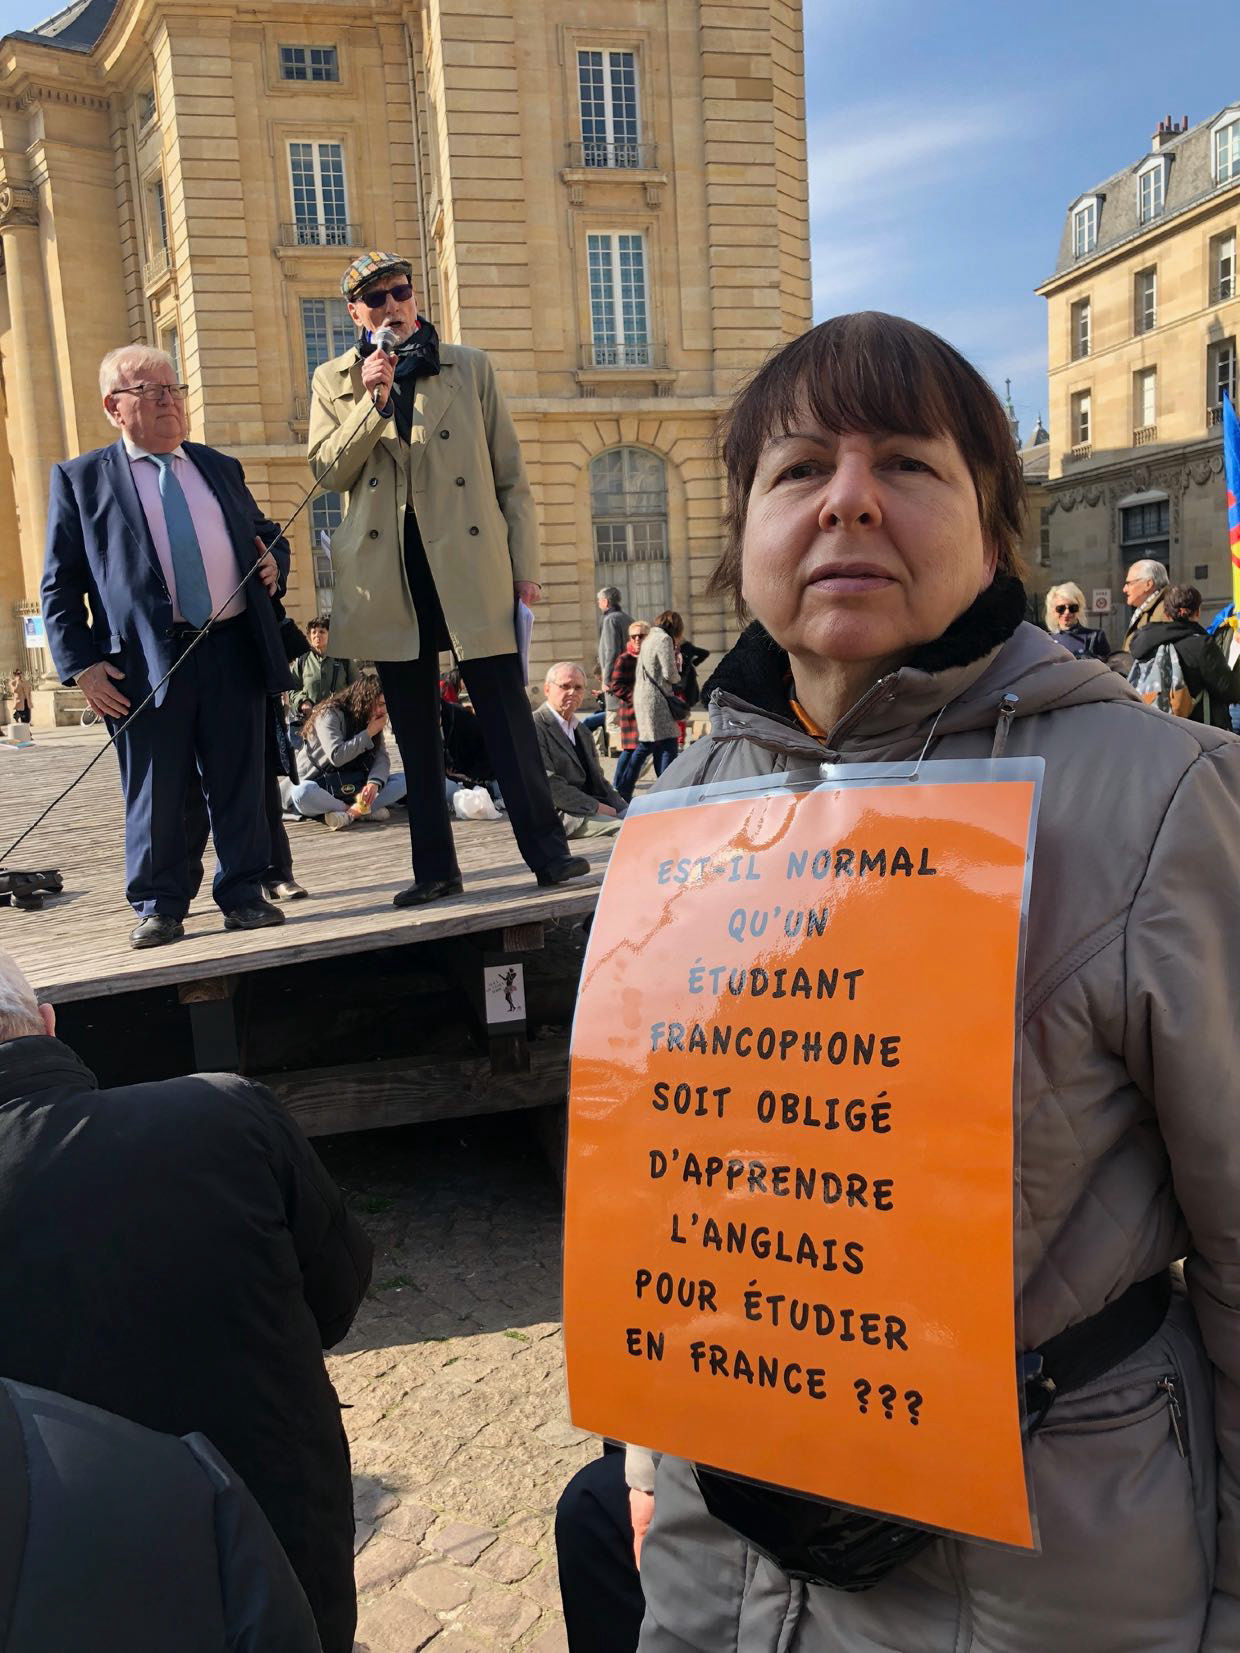 EST-IL NORMAL
QU'UN
ÉTUDIANT
FRANCOPHONE
SOIT OBLIGÉ
D'APPRENDRE
L'ANGLAIS
POUR ÉTUDIER
EN FRANCE ???